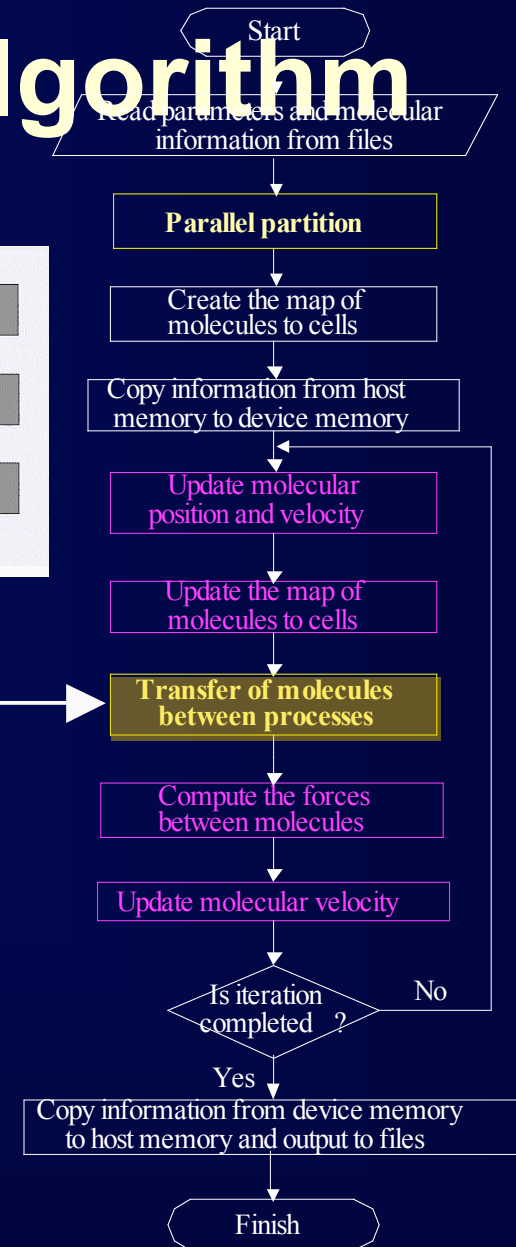 Start
lgorithm
Read parameters and molecular
information from files
Parallel partition
Create the map of
molecules to cells
Copy information from host
memory to device memory
Update molecular
position and velocity
Update the map of
molecules to cells
Transfer of molecules
between processes
Compute the forces
between molecules
Update molecular velocity
Is iteration
completed ?
No
Yes
Copy information from device memory
to host memory and output to files
Finish